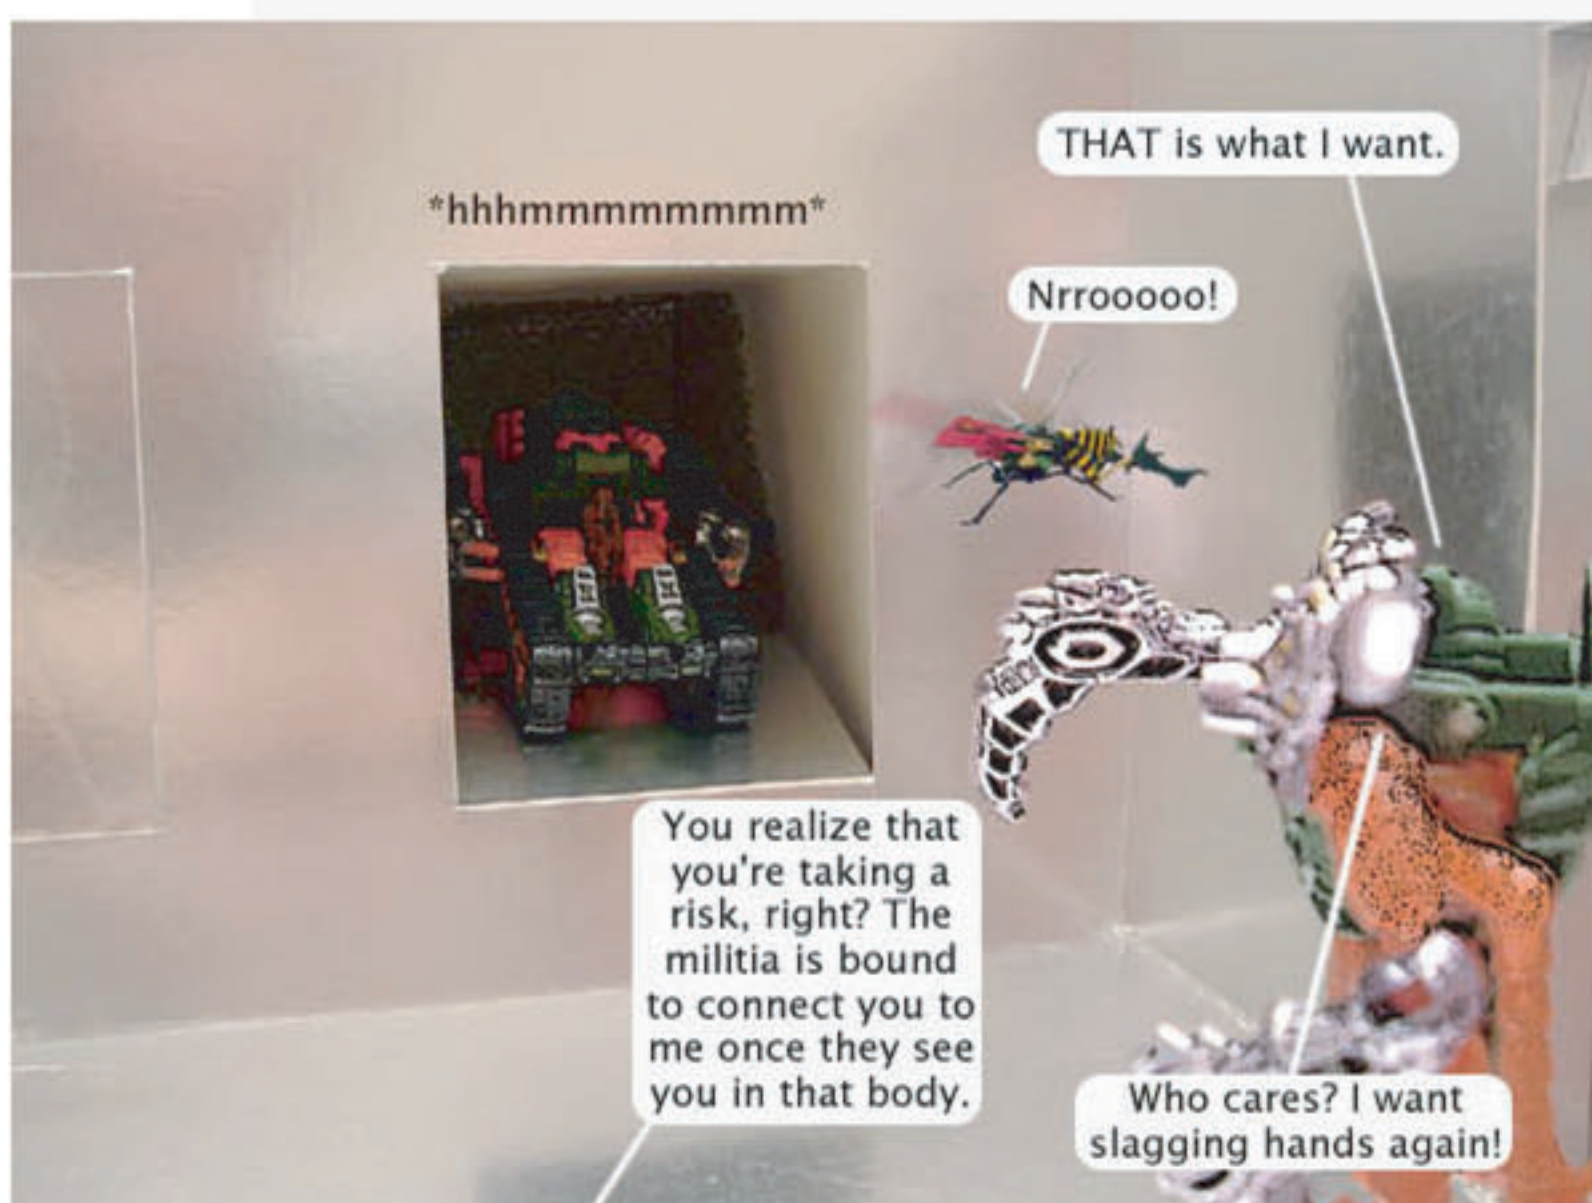 THAT is what I want.
*hhhmmmmmmmmm*
Nrrooooo!
You realize that
you're taking a
risk, right? The
militia is bound
to connect you to
me once they see
you in that body.
Who cares? I want
slagging hands again!